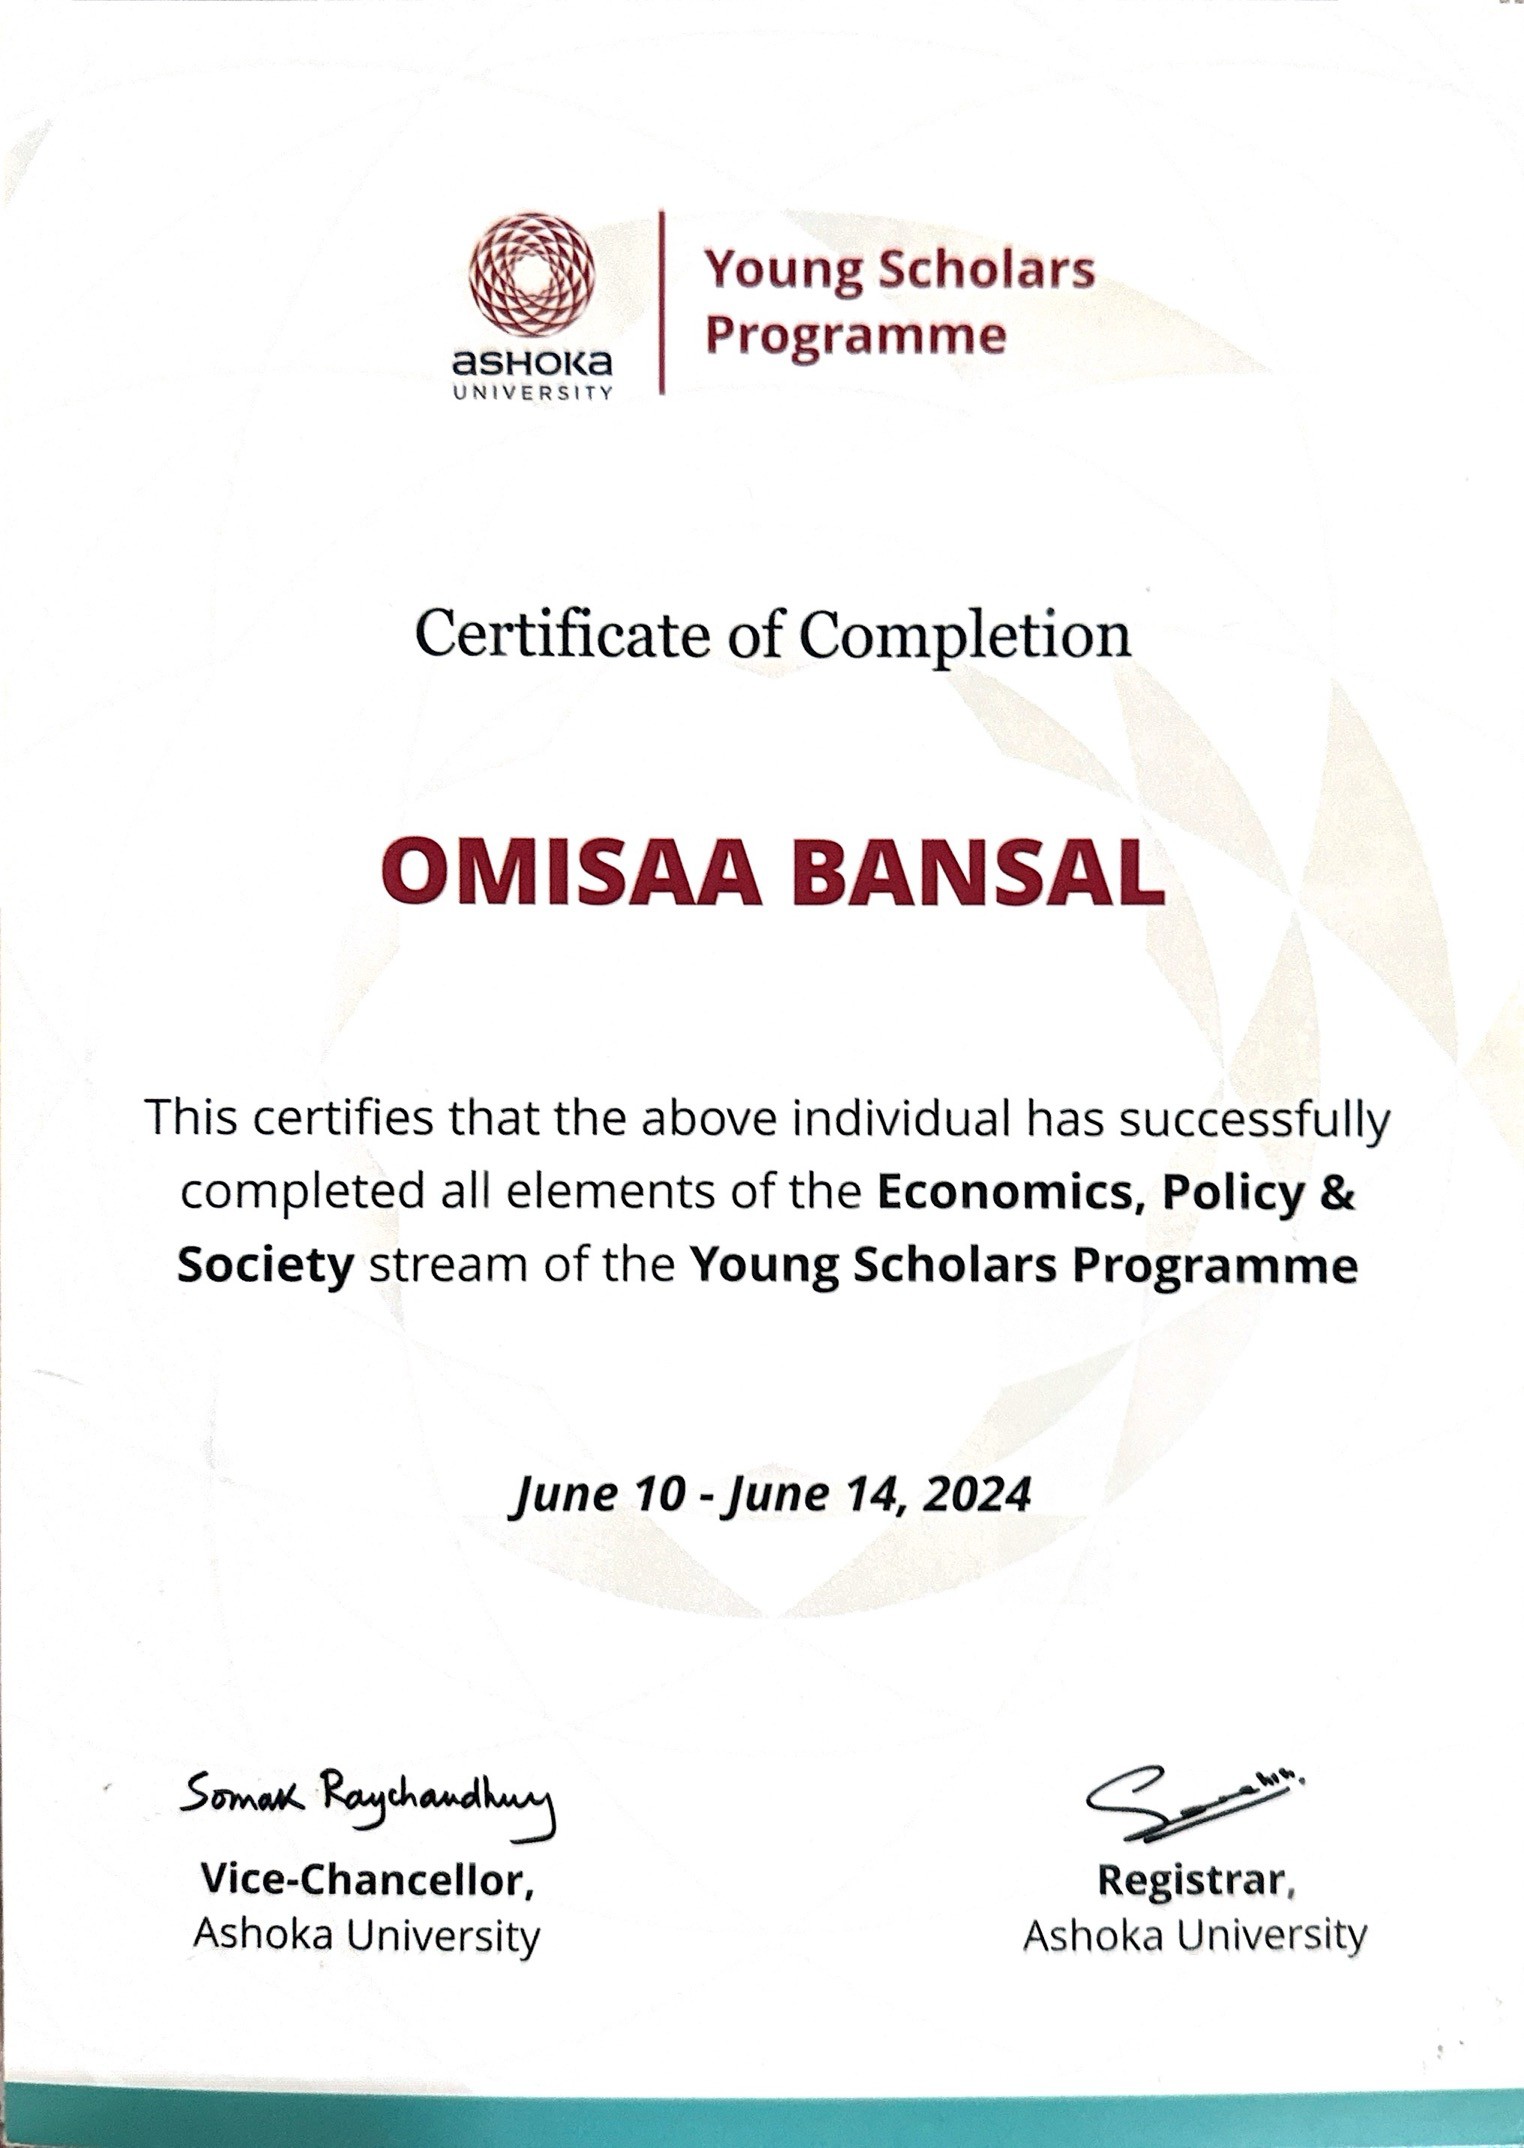 ASHOKA
UNIVERSITY
Young Scholars
Programme
Certificate of Completion
OMISAA BANSAL
This certifies that the above individual has successfully
completed all elements of the Economics, Policy &
Society stream of the Young Scholars Programme
June 10 - June 14, 2024
Somak Raychaudhury
Vice-Chancellor,
Ashoka University
Registrar,
Ashoka University